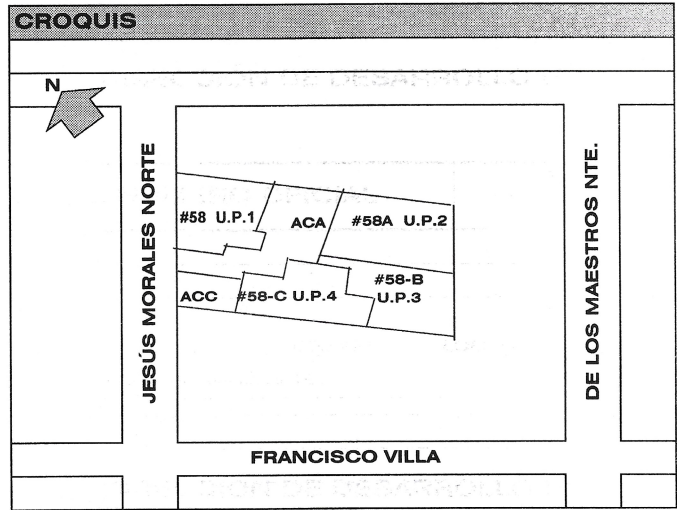 CROQUIS
N
JESÚS MORALES NORTE
#58 U.P.1
ACA
#58A U.P.2
DE LOS MAESTROS NTE.
ACC
#58-C U.P.4
#58-B
U.P.3
FRANCISCO VILLA